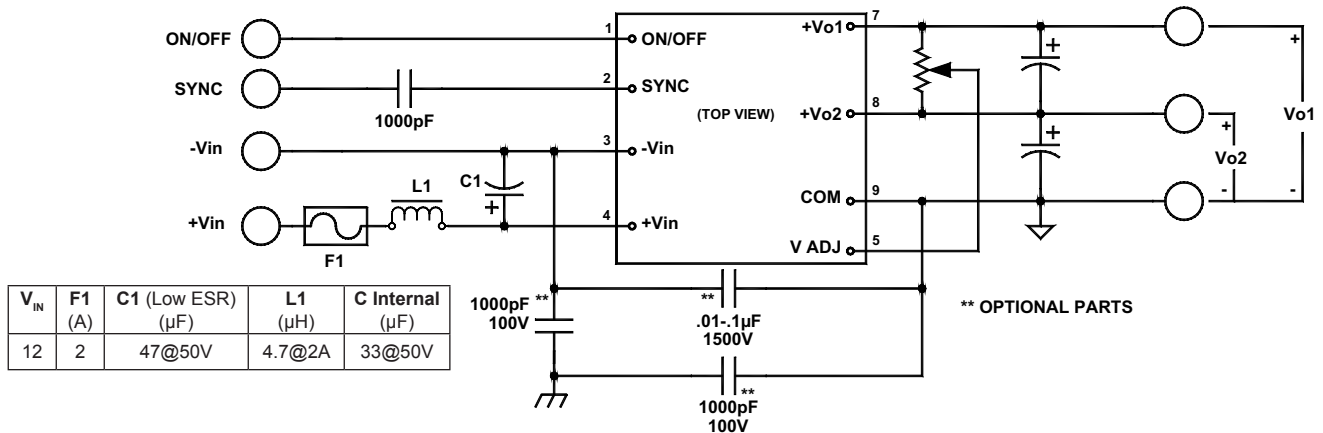 ON/OFF
1
ON/OFF
SYNC
1000pF
2
SYNC
-Vin
3
-Vin
C1
+
+Vin
F1
L1
4
+Vin
(TOP VIEW)
+Vo1
7
+Vo2
8
COM
9
V ADJ
5
+
+
+
Vo1
-
+
Vo2
-
1000pF **
100V
**
.01-.1µF
1500V
**
1000pF
100V
** OPTIONAL PARTS
VIN F1 (A) C1 (Low ESR) (µF) L1 (µH) C Internal (µF)
12 2 47@50V 4.7@2A 33@50V